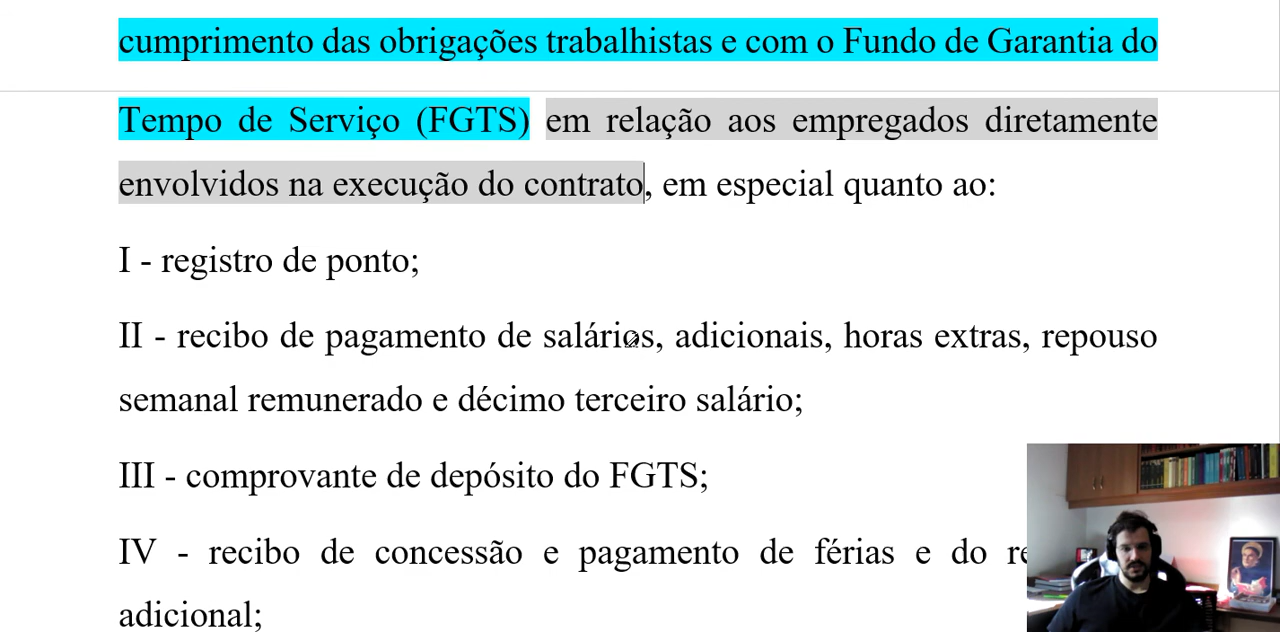 cumprimento das obrigações trabalhistas e com o Fundo de Garantia do
Tempo de Serviço (FGTS) em relação aos empregados diretamente
envolvidos na execução do contrato, em especial quanto ao:
I - registro de ponto;
II - recibo de pagamento de salários, adicionais, horas extras, repouso
semanal remunerado e décimo terceiro salário;
III - comprovante de depósito do FGTS;
IV - recibo de concessão e pagamento de férias e do
adicional;